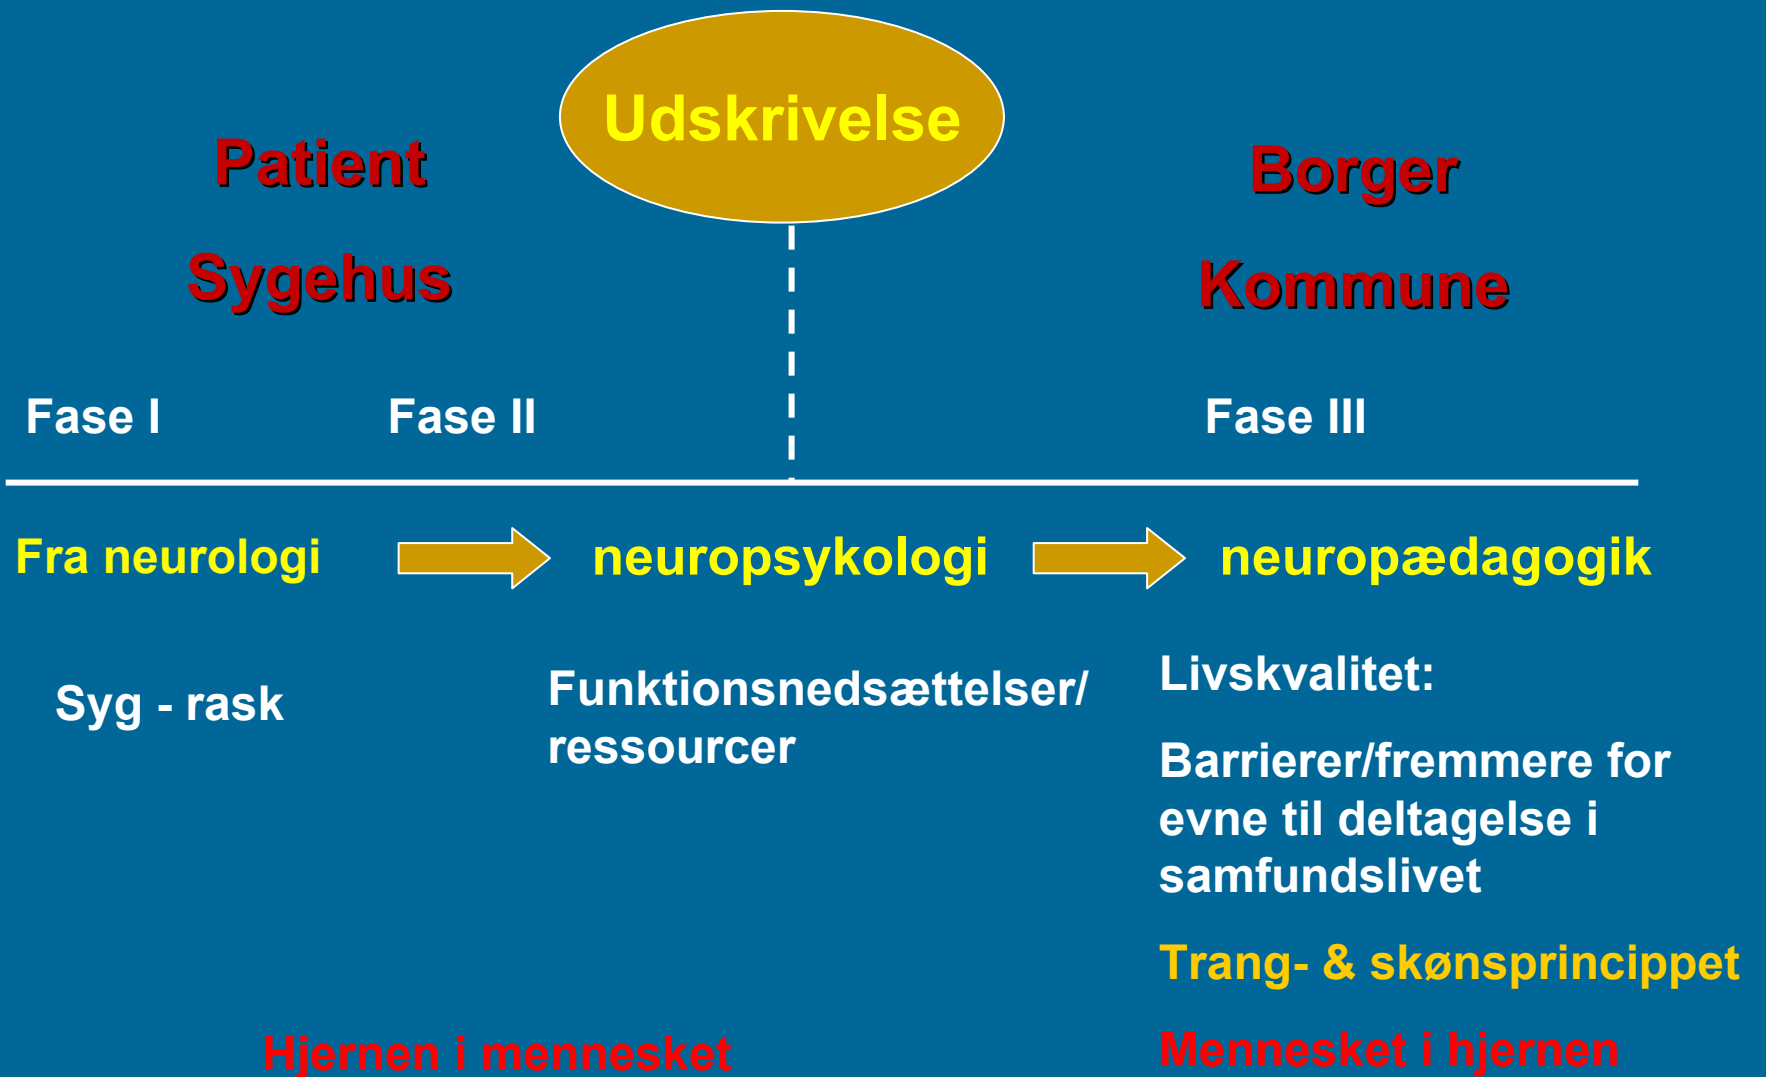 Udskrivelse
Patient
Sygehus
Borger
Kommune
Fase I
Fase II
Fase III
Fra neurologi
neuropsykologi
neuropædagogik
Syg - rask
Funktionsnedsættelser/
ressourcer
Livskvalitet:
Barrierer/fremmere for
evne til deltagelse i
samfundslivet
Trang- & skønsprincippet
Hjernen i mennesket
Mennesket i hjernen